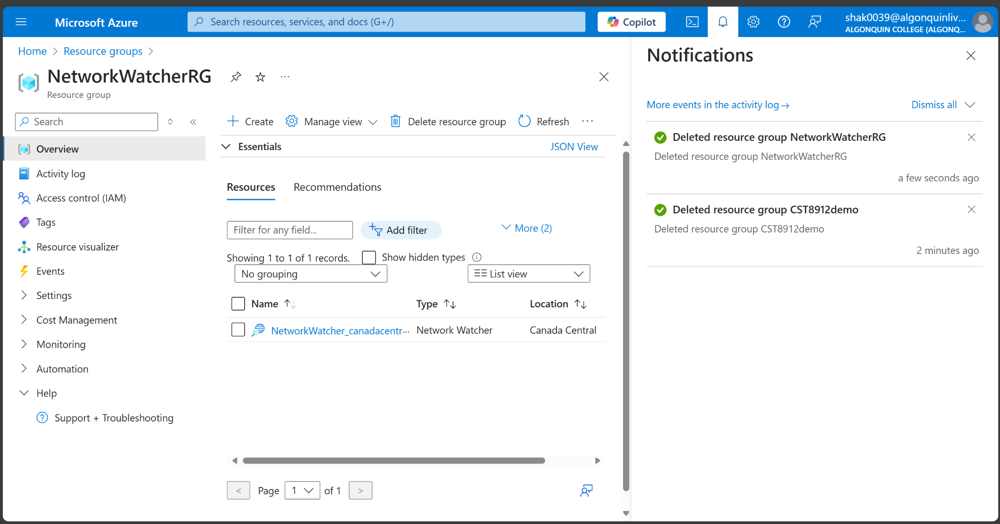 Microsoft Azure
Search resources, services, and docs (G+/)
Copilot
shak0039@algonquinliv...
ALGONQUIN COLLEGE (ALGONQ...
Home > Resource groups >
NetworkWatcherRG
Resource group
Search
Overview
Activity log
Access control (IAM)
Tags
Resource visualizer
Events
Settings
Cost Management
Monitoring
Automation
Help
Support + Troubleshooting
Create
Manage view
Delete resource group
Refresh
Essentials
JSON View
Resources
Recommendations
Filter for any field...
Add filter
More (2)
Showing 1 to 1 of 1 records.
Show hidden types
No grouping
List view
Name
Type
Location
NetworkWatcher_canadacentr...
Network Watcher
Canada Central
< Page 1 of 1 >
Notifications
More events in the activity log →
Dismiss all
Deleted resource group NetworkWatcherRG
Deleted resource group NetworkWatcherRG
a few seconds ago
Deleted resource group CST8912demo
Deleted resource group CST8912demo
2 minutes ago